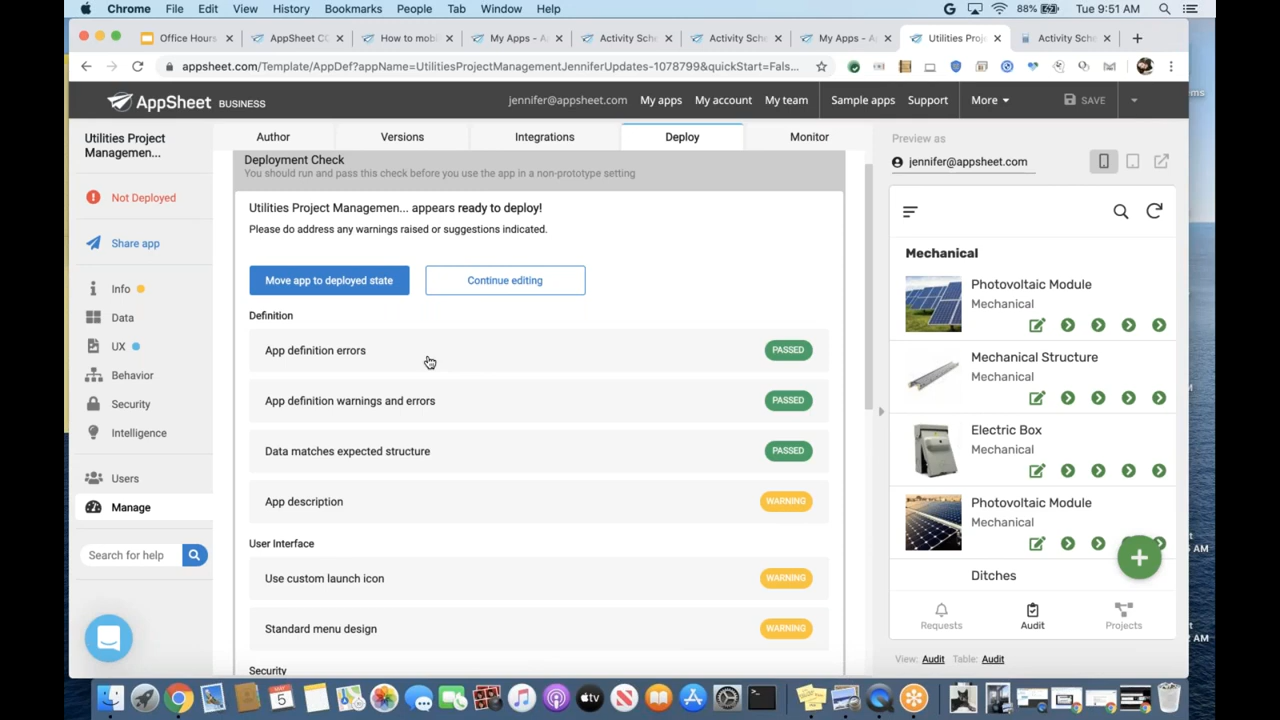 Chrome File Edit View History Bookmarks People Tab Window Help
88%
Tue 9:51 AM
Office Hours
AppSheet CC
How to mobi
My Apps - A
Activity Sche
Activity Sche
My Apps - A
Utilities Proje
Activity Sche
appsheet.com/Template/AppDef?appName=UtilitiesProjectManagementJenniferUpdates-1078799&quickStart=Fals...
AppSheet BUSINESS
jennifer@appsheet.com
My apps
My account
My team
Sample apps
Support
More
SAVE
Utilities Project
Managemen...
Not Deployed
Share app
Info
Data
UX
Behavior
Security
Intelligence
Users
Manage
Search for help
Author
Versions
Integrations
Deploy
Monitor
Deployment Check
You should run and pass this check before you use the app in a non-prototype setting
Utilities Project Managemen... appears ready to deploy!
Please do address any warnings raised or suggestions indicated.
Move app to deployed state
Continue editing
Definition
App definition errors
PASSED
App definition warnings and errors
PASSED
Data matches expected structure
PASSED
App description
WARNING
User Interface
Use custom launch icon
WARNING
Standard menu design
WARNING
Security
Preview as
jennifer@appsheet.com
Mechanical
Photovoltaic Module
Mechanical
Mechanical Structure
Mechanical
Electric Box
Mechanical
Photovoltaic Module
Mechanical
Ditches
Requests
Audit
Projects
View: Audit Table: Audit